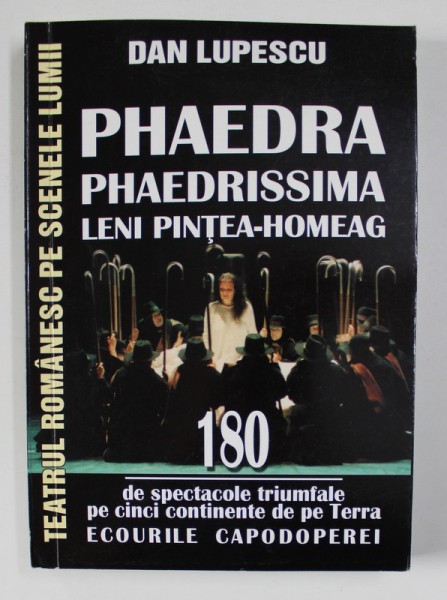 DAN LUPESCU
PHAEDRA
PHAEDRISSIMA
LENI PINŢEA-HOMEAG
TEATRUL ROMÂNESC PE SCENELE LUMII
180
de spectacole triumfale
pe cinci continente de pe Terra
ECOURILE CAPODOPEREI